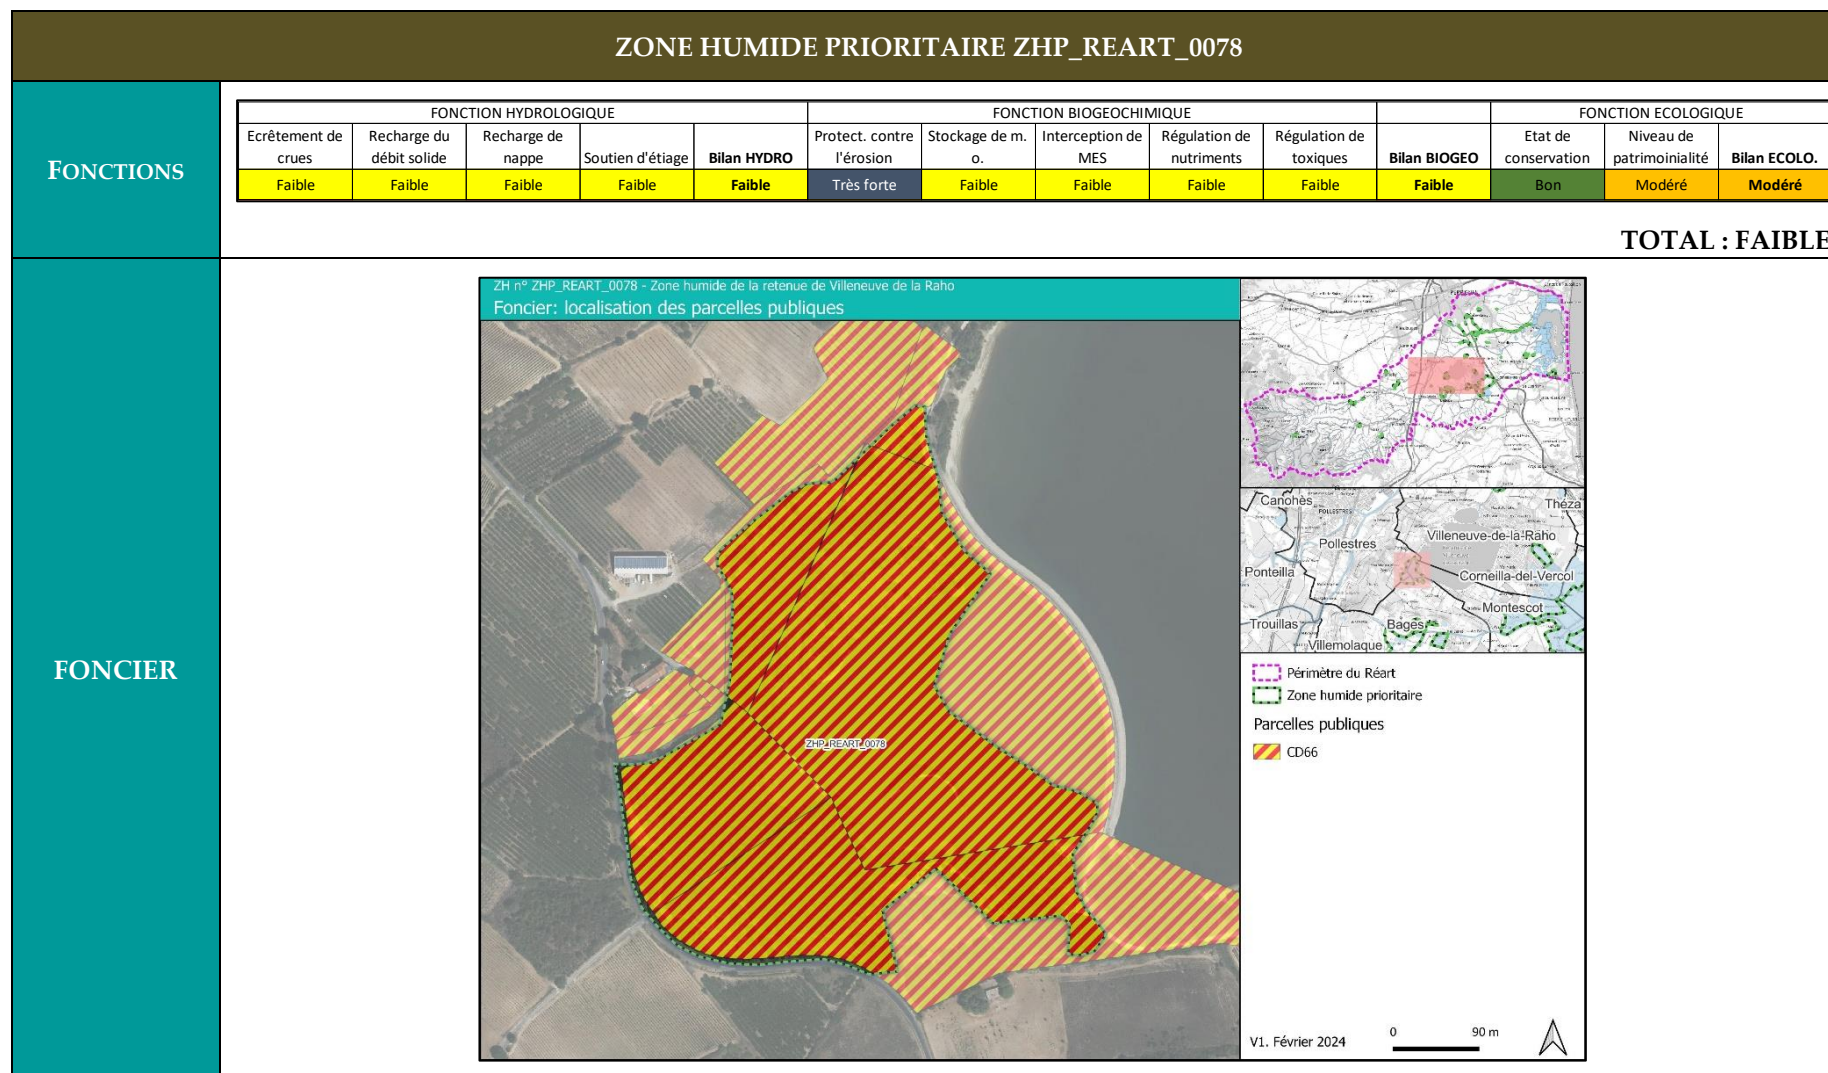 ZONE HUMIDE PRIORITAIRE ZHP_REART_0078
FONCTIONS
FONCTION HYDROLOGIQUE
FONCTION BIOGEOCHIMIQUE
FONCTION ECOLOGIQUE
Ecrêtement de crues
Recharge du débit solide
Recharge de nappe
Soutien d'étiage
Bilan HYDRO
Protect. contre l'érosion
Stockage de m. o.
Interception de MES
Régulation de nutriments
Régulation de toxiques
Bilan BIOGEO
Etat de conservation
Niveau de patrimoinialité
Bilan ECOLO.
Faible Faible Faible Faible Faible Très forte Faible Faible Faible Faible Faible Bon Modéré Modéré
TOTAL : FAIBLE
FONCIER
ZH n° ZHP_REART_0078 - Zone humide de la retenue de Villeneuve de la Raho
Foncier: localisation des parcelles publiques
ZHP_REART_0078
Canohès
POLLESTRES
Théza
Pollestres
Villeneuve-de-la-Raho
Ponteilla
Corneilla-del-Vercol
Montescot
Trouillas
Bages
Villemolaque
Périmètre du Réart
Zone humide prioritaire
Parcelles publiques
CD66
V1. Février 2024
0 90 m